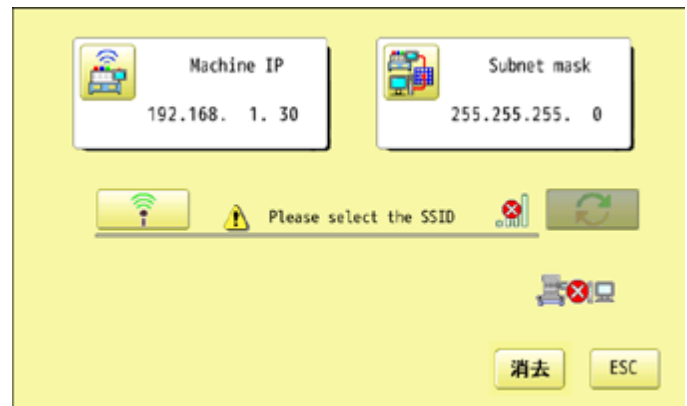 Machine IP
192.168. 1. 30
Subnet mask
255.255.255. 0
Please select the SSID
消去
ESC